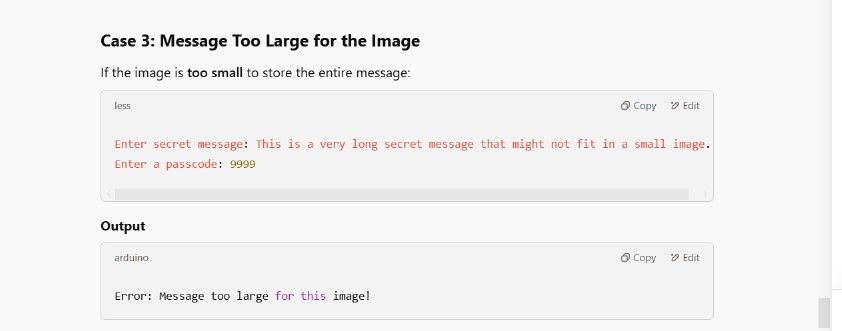 Case 3: Message Too Large for the Image
If the image is too small to store the entire message:
less
Copy
Edit
Enter secret message: This is a very long secret message that might not fit in a small image.
Enter a passcode: 9999
Output
arduino
Copy
Edit
Error: Message too large for this image!